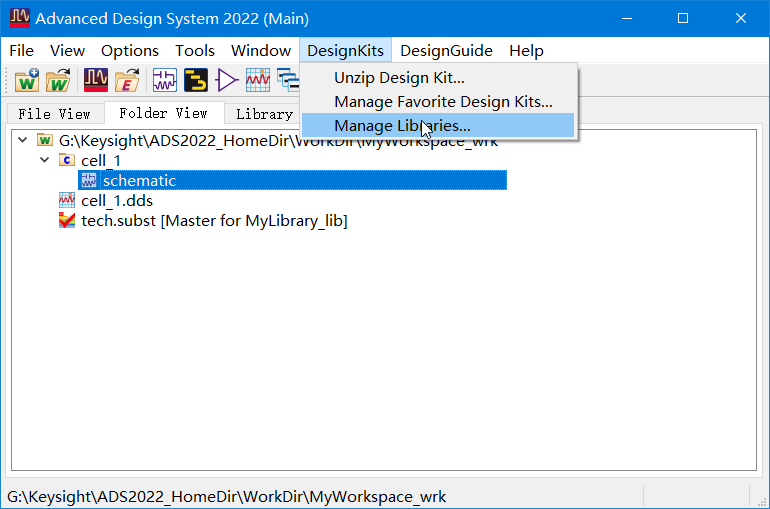 Advanced Design System 2022 (Main)
File View Options Tools Window DesignKits DesignGuide Help
Unzip Design Kit...
Manage Favorite Design Kits...
Manage Libraries...
File View Folder View Library
G:\Keysight\ADS2022_HomeDir\WorkDir\MyWorkspace_wrk
cell_1
schematic
cell_1.dds
tech.subst [Master for MyLibrary_lib]
G:\Keysight\ADS2022_HomeDir\WorkDir\MyWorkspace_wrk